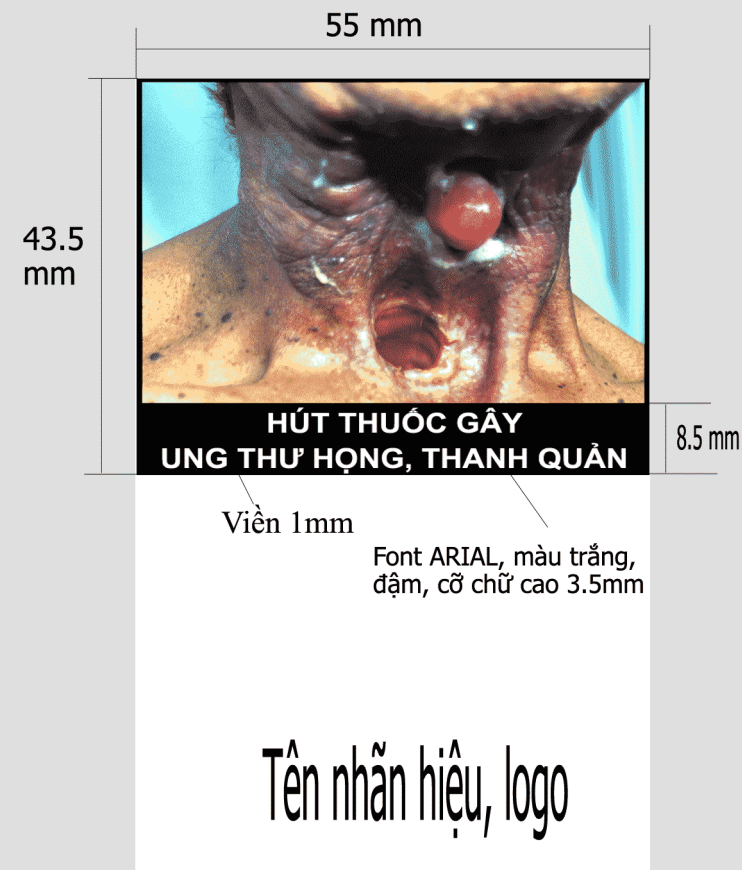 55 mm
43.5
mm
HÚT THUỐC GÂY
UNG THƯ HỌNG, THANH QUẢN
8.5 mm
Viền 1mm
Font ARIAL, màu trắng,
đậm, cỡ chữ cao 3.5mm
Tên nhãn hiệu, logo